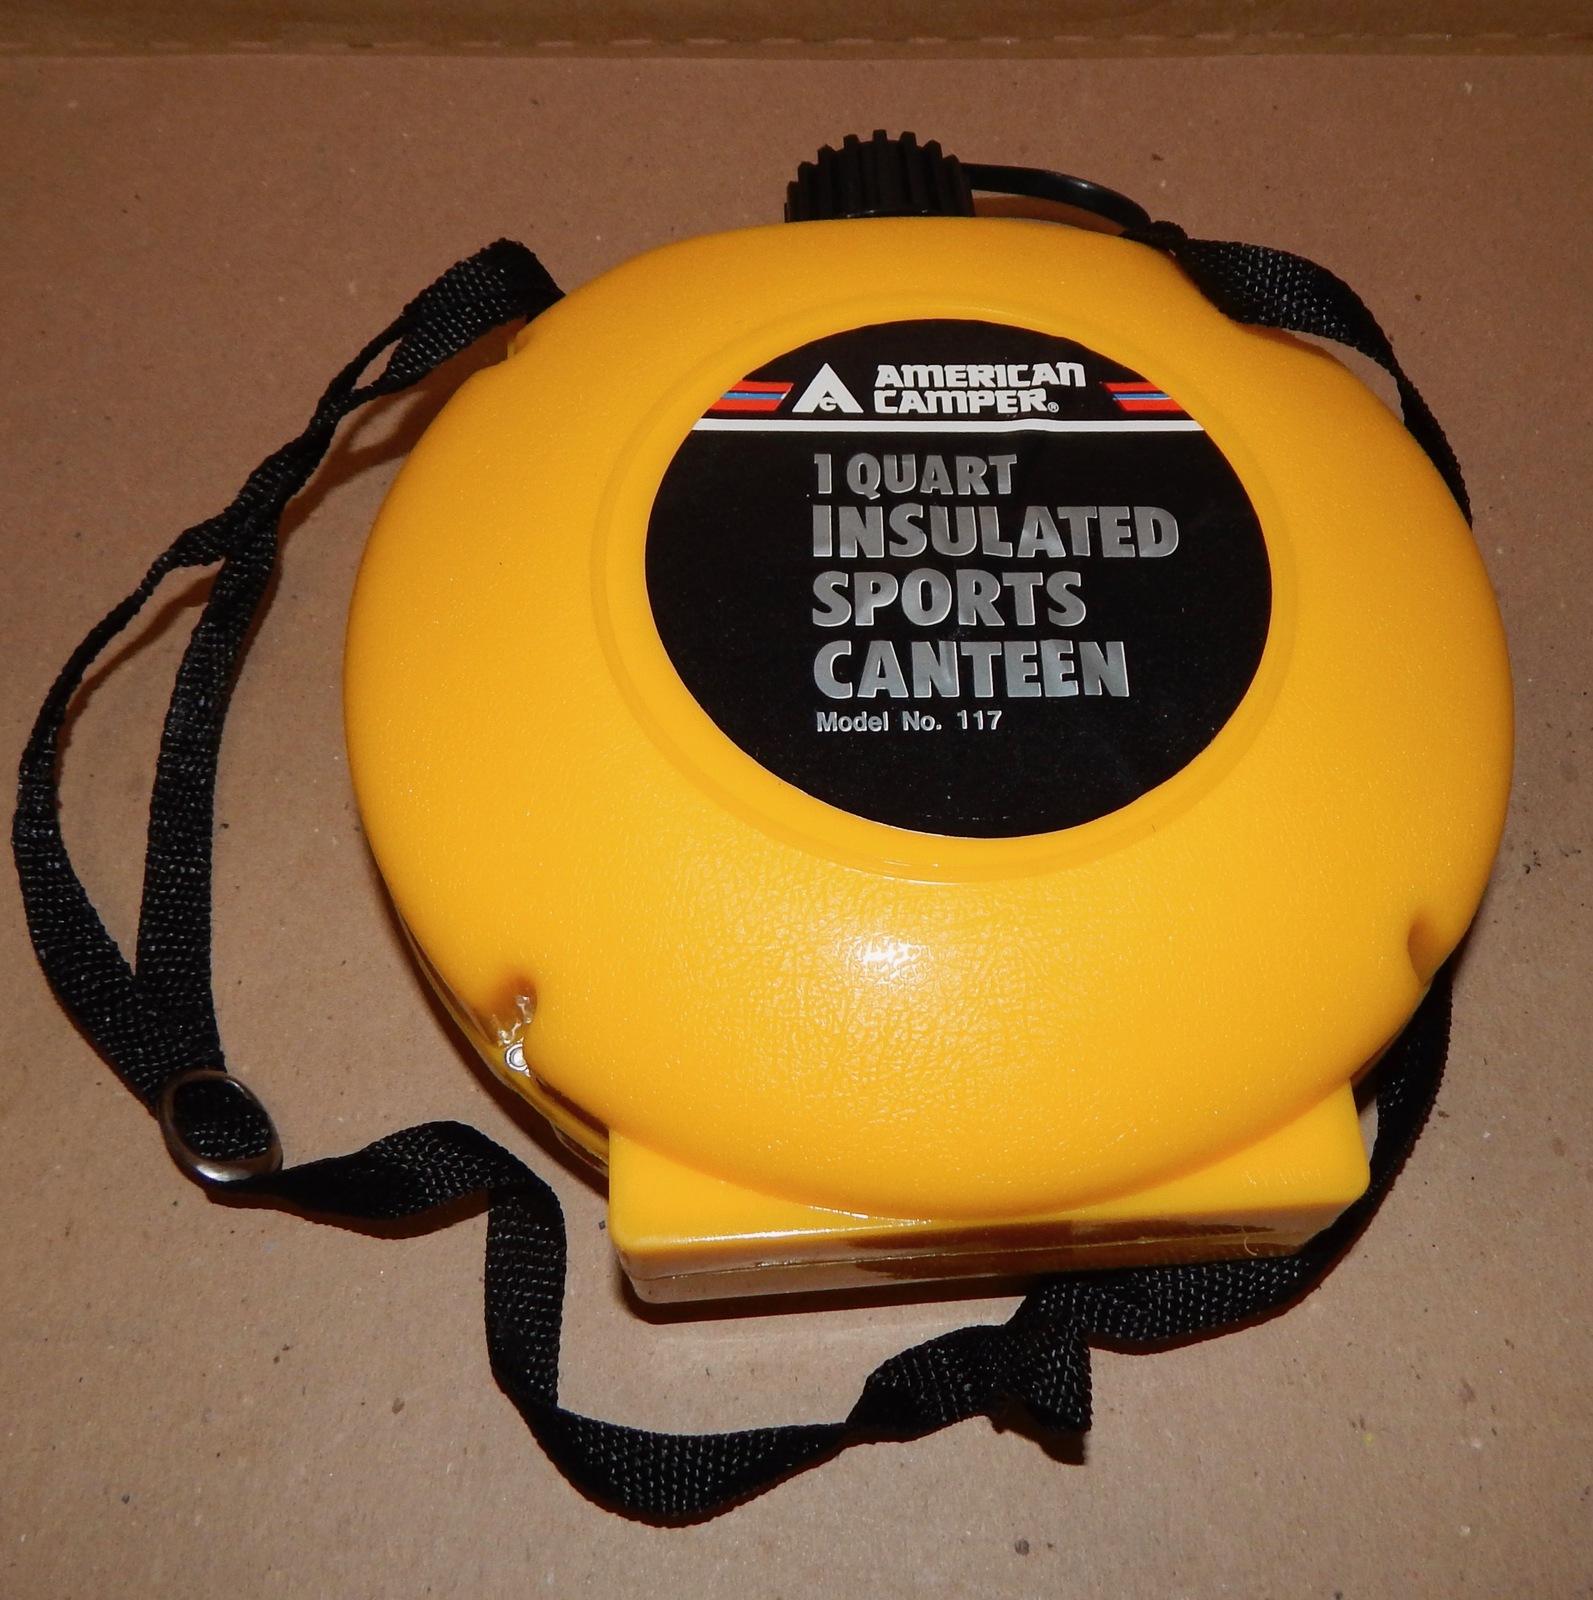 AMERICAN
CAMPER®
1 QUART
INSULATED
SPORTS
CANTEEN
Model No. 117